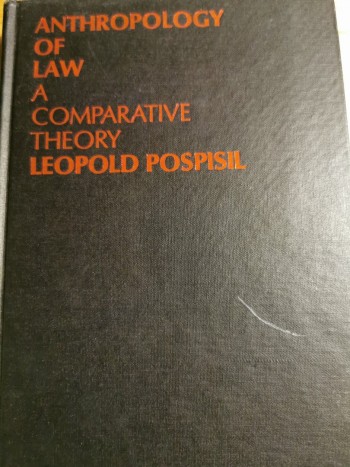 ANTHROPOLOGY
OF
LAW
A
COMPARATIVE
THEORY
LEOPOLD POSPISIL